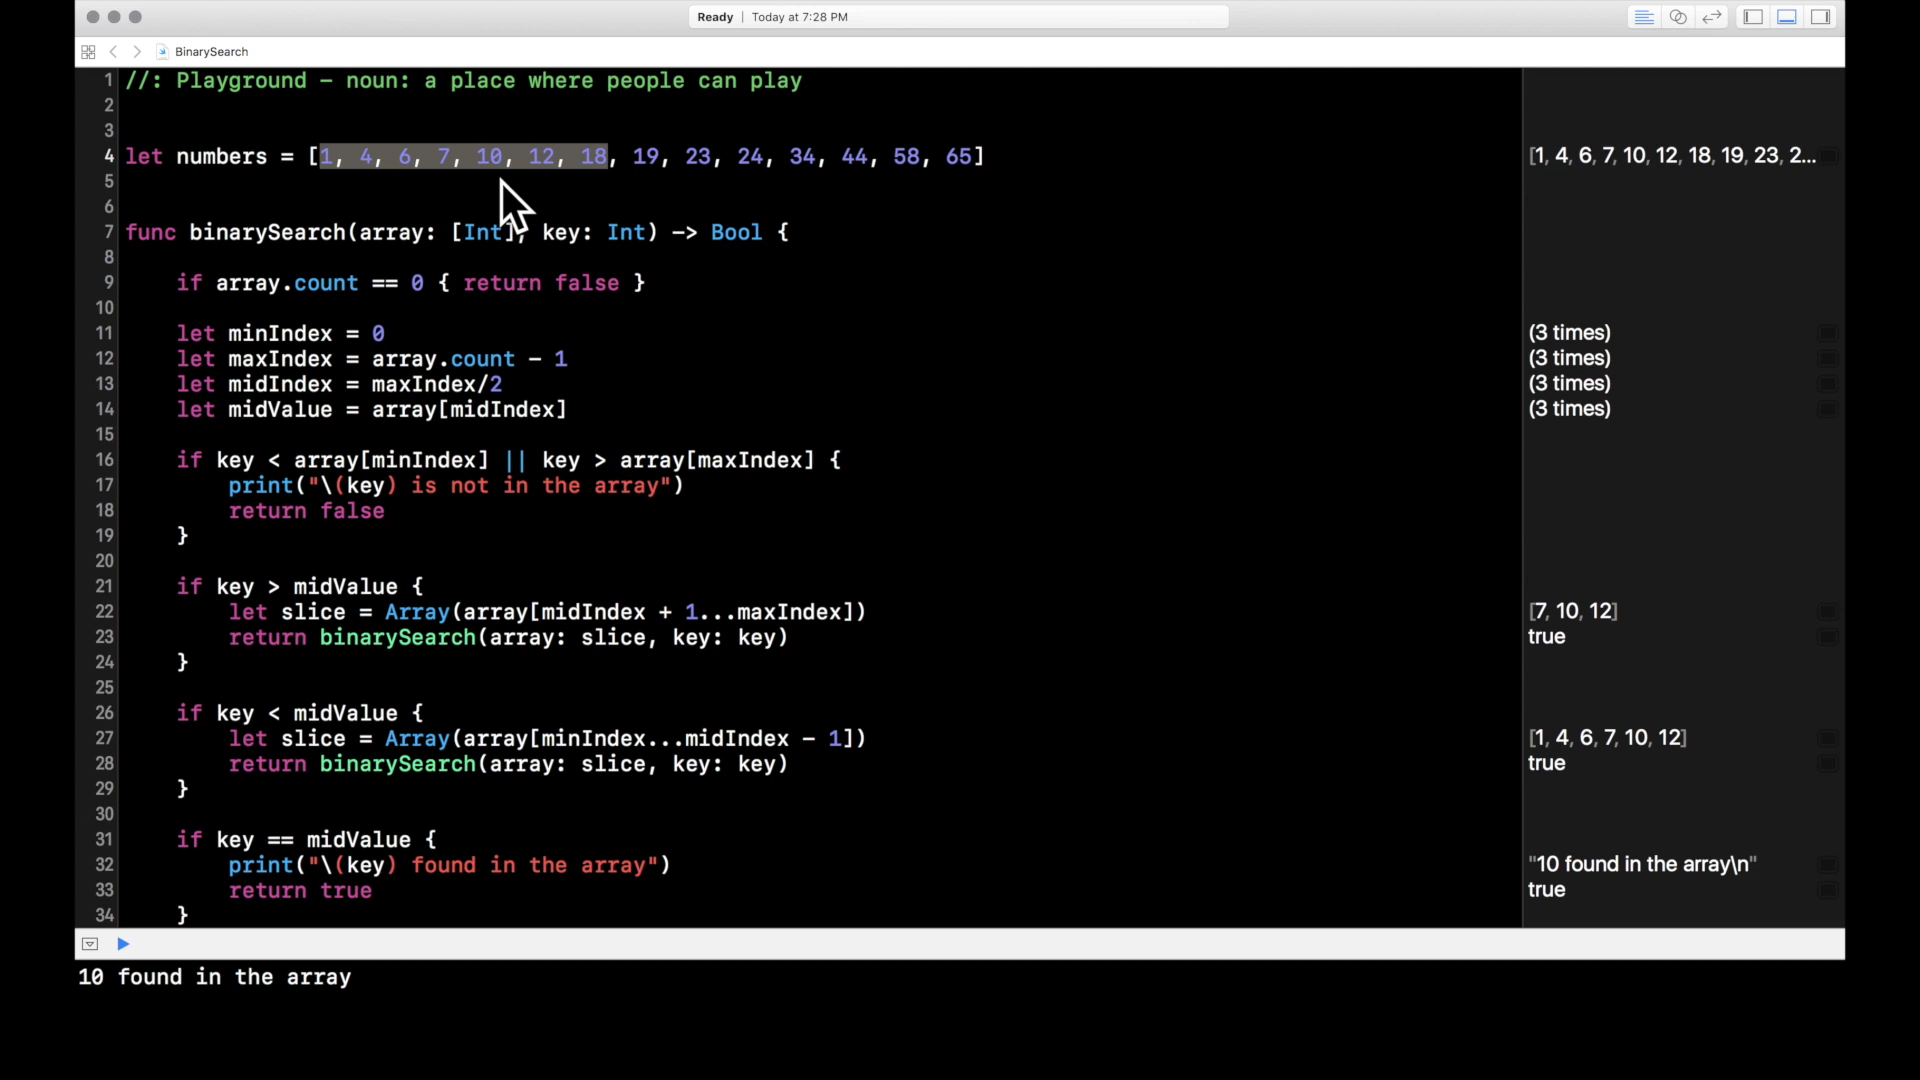 Ready | Today at 7:28 PM
BinarySearch
1 //: Playground – noun: a place where people can play
2
3
4 let numbers = [1, 4, 6, 7, 10, 12, 18, 19, 23, 24, 34, 44, 58, 65] [1, 4, 6, 7, 10, 12, 18, 19, 23, 2...
5
6
7 func binarySearch(array: [Int], key: Int) -> Bool {
8
9 if array.count == 0 { return false }
10
11 let minIndex = 0 (3 times)
12 let maxIndex = array.count - 1 (3 times)
13 let midIndex = maxIndex/2 (3 times)
14 let midValue = array[midIndex] (3 times)
15
16 if key < array[minIndex] || key > array[maxIndex] {
17 print("\(key) is not in the array")
18 return false
19 }
20
21 if key > midValue {
22 let slice = Array(array[midIndex + 1...maxIndex]) [7, 10, 12]
23 return binarySearch(array: slice, key: key) true
24 }
25
26 if key < midValue {
27 let slice = Array(array[minIndex...midIndex - 1]) [1, 4, 6, 7, 10, 12]
28 return binarySearch(array: slice, key: key) true
29 }
30
31 if key == midValue {
32 print("\(key) found in the array") "10 found in the array\n"
33 return true true
34 }
10 found in the array